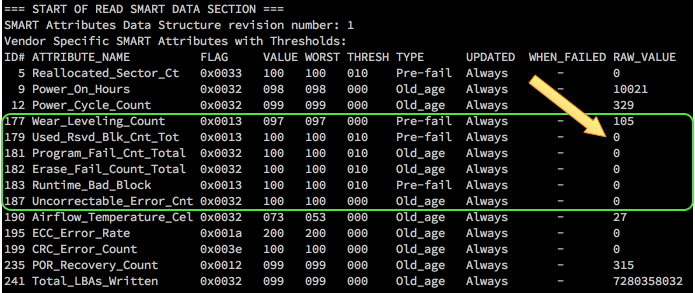 === START OF READ SMART DATA SECTION ===
SMART Attributes Data Structure revision number: 1
Vendor Specific SMART Attributes with Thresholds:
ID# ATTRIBUTE_NAME FLAG VALUE WORST THRESH TYPE UPDATED WHEN_FAILED RAW_VALUE
5 Reallocated_Sector_Ct 0x0033 100 100 010 Pre-fail Always - 0
9 Power_On_Hours 0x0032 098 098 000 Old_age Always - 10021
12 Power_Cycle_Count 0x0032 099 099 000 Old_age Always - 329
177 Wear_Leveling_Count 0x0013 097 097 000 Pre-fail Always - 105
179 Used_Rsvd_Blk_Cnt_Tot 0x0013 100 100 010 Pre-fail Always - 0
181 Program_Fail_Cnt_Total 0x0032 100 100 010 Old_age Always - 0
182 Erase_Fail_Count_Total 0x0032 100 100 010 Old_age Always - 0
183 Runtime_Bad_Block 0x0013 100 100 010 Pre-fail Always - 0
187 Uncorrectable_Error_Cnt 0x0032 100 100 000 Old_age Always - 0
190 Airflow_Temperature_Cel 0x0032 073 053 000 Old_age Always - 27
195 ECC_Error_Rate 0x001a 200 200 000 Old_age Always - 0
199 CRC_Error_Count 0x003e 100 100 000 Old_age Always - 0
235 POR_Recovery_Count 0x0012 099 099 000 Old_age Always - 315
241 Total_LBAs_Written 0x0032 099 099 000 Old_age Always - 7280358032